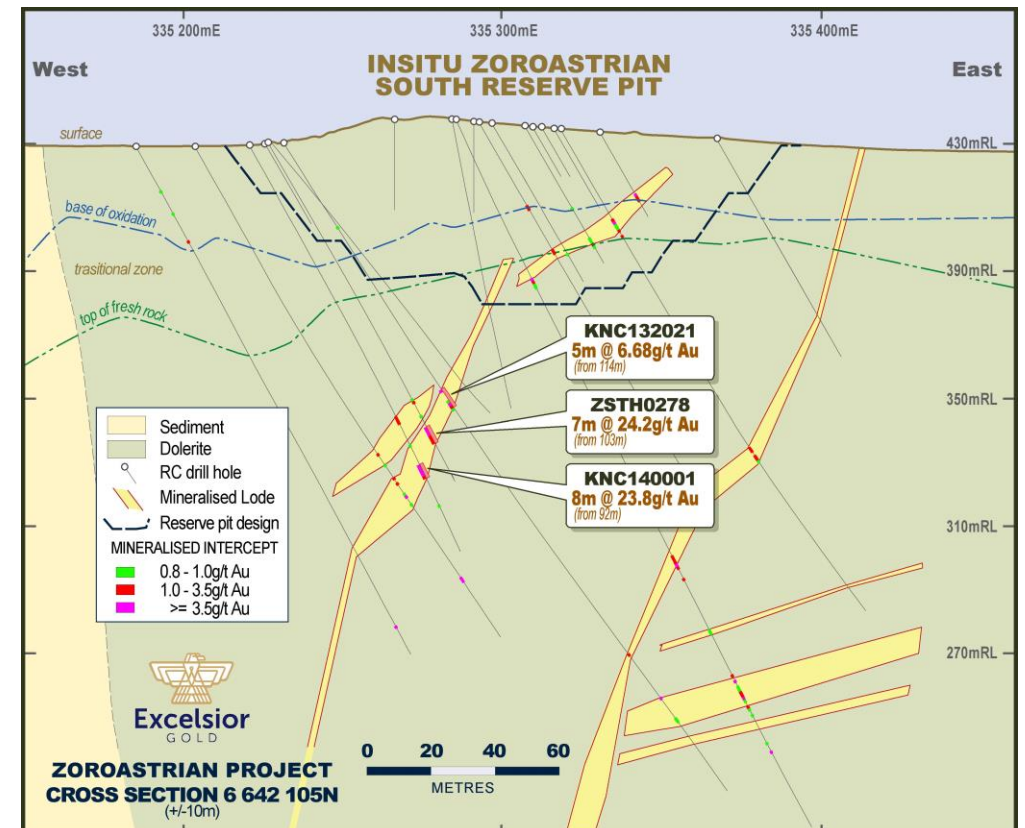 335 200mE
335 300mE
335 400mE
West
INSITU ZOROASTRIAN
SOUTH RESERVE PIT
East
surface
430mRL
base of oxidation
trasitional zone
390mRL
top of fresh rock
KNC132021
5m @ 6.68g/t Au
(from 114m)
350mRL
ZSTH0278
7m @ 24.2g/t Au
(from 103m)
KNC140001
8m @ 23.8g/t Au
(from 92m)
310mRL
Sediment
Dolerite
RC drill hole
Mineralised Lode
Reserve pit design
MINERALISED INTERCEPT
0.8 - 1.0g/t Au
1.0 - 3.5g/t Au
>= 3.5g/t Au
270mRL
Excelsior
GOLD
0 20 40 60
METRES
ZOROASTRIAN PROJECT
CROSS SECTION 6 642 105N
(+/-10m)